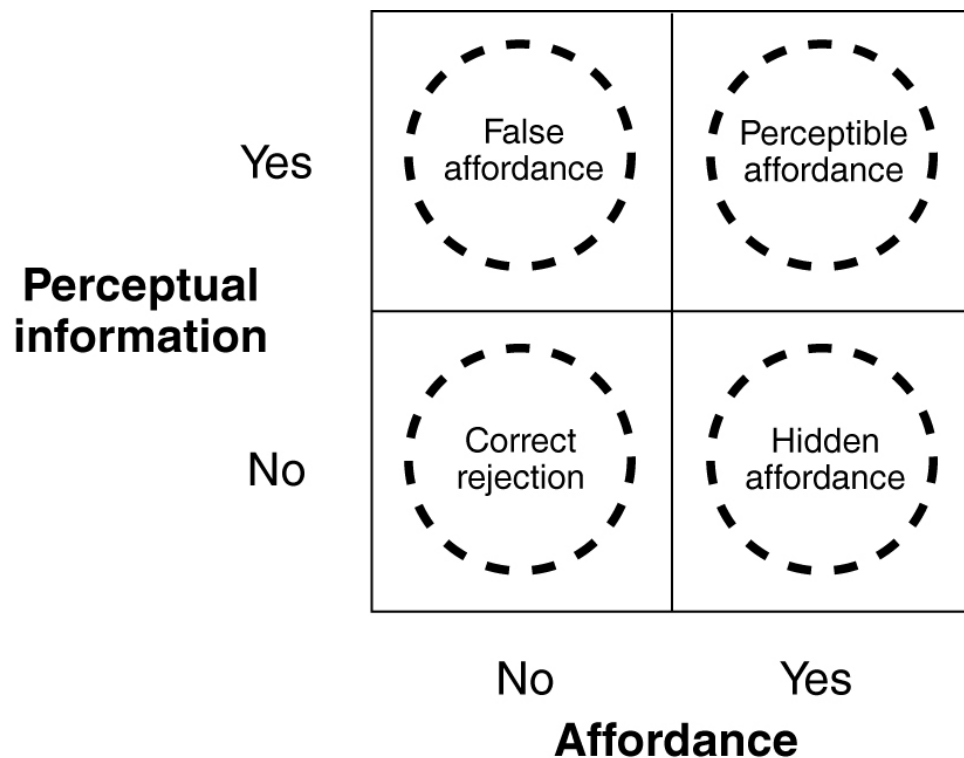 False
affordance
Perceptible
affordance
Yes
Perceptual
information
Correct
rejection
Hidden
affordance
No
No
Yes
Affordance